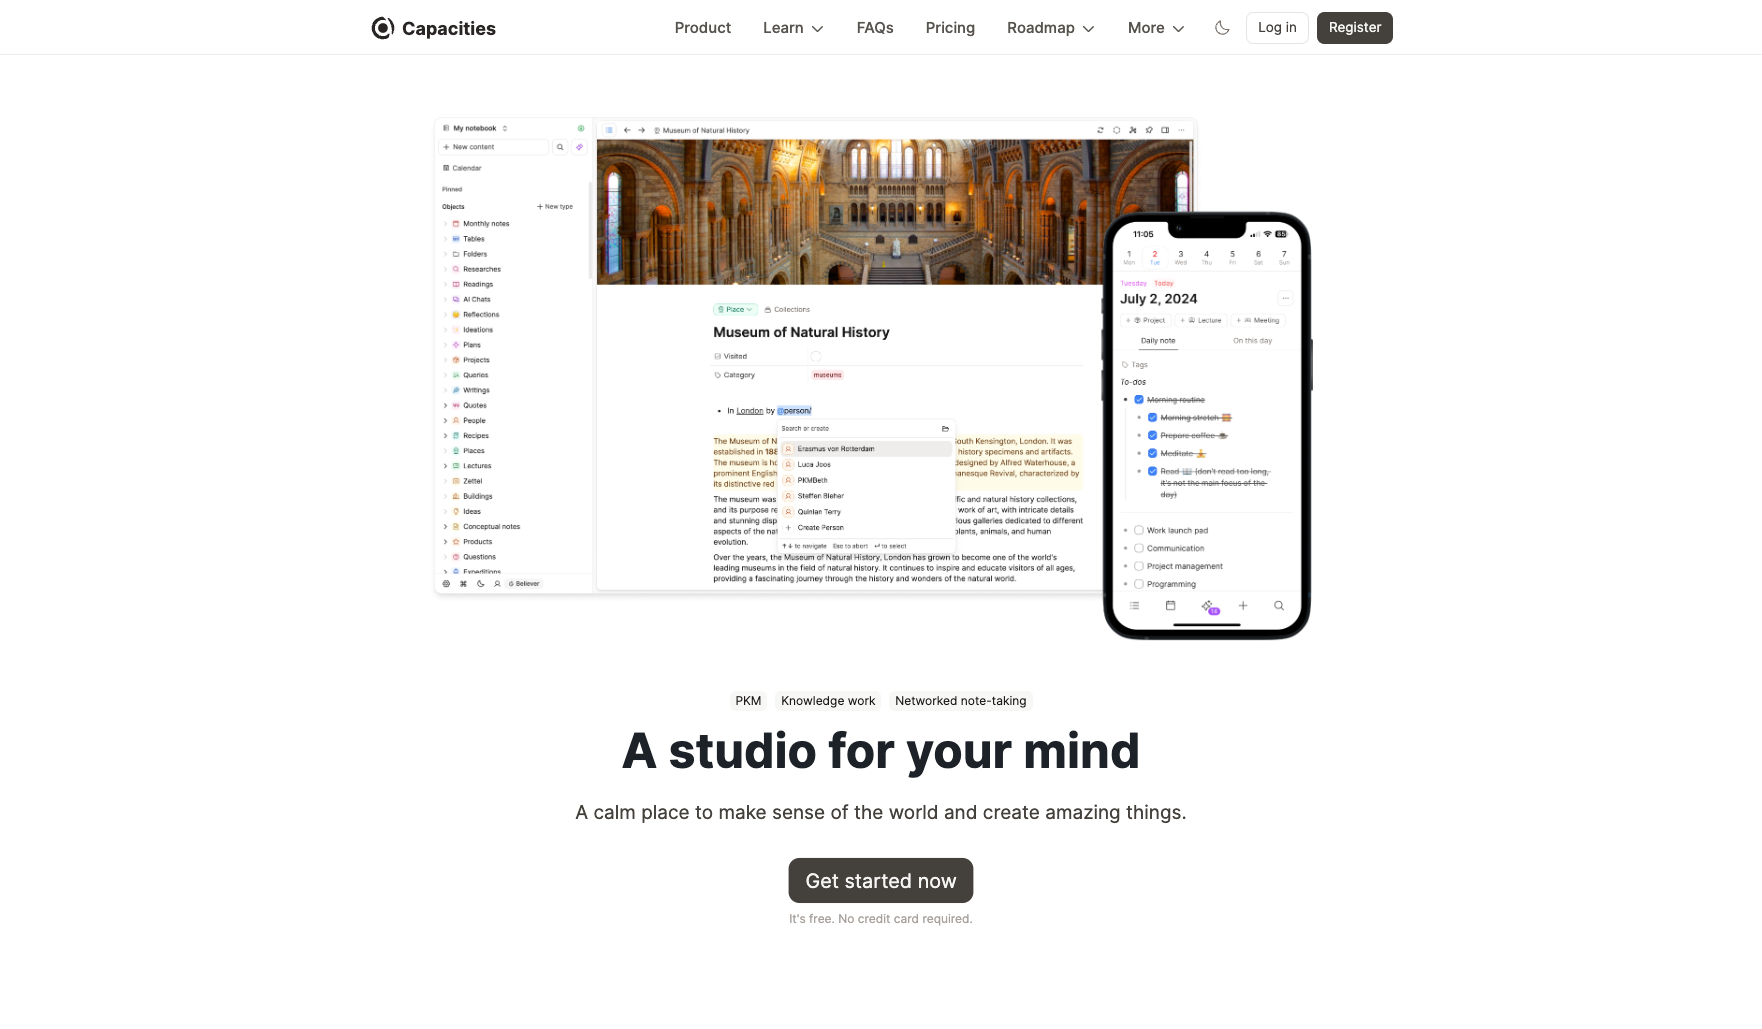 Capacities
Product Learn FAQs Pricing Roadmap More Log in Register
My notebook
New content
Calendar
Pinned
Objects + New type
Monthly notes
Tables
Folders
Researches
Readings
AI Chats
Reflections
Ideations
Plans
Projects
Queries
Writings
Quotes
People
Recipes
Places
Lectures
Zettel
Buildings
Ideas
Conceptual notes
Products
Questions
Expeditions
Believer
Museum of Natural History
Place Collections
Museum of Natural History
Visited
Category museums
• In London by @person/
Search or create
Erasmus von Rotterdam
Luca Joos
PKMBeth
Steffen Bleher
Quinlan Terry
+ Create Person
to navigate Esc to abort to select
The Museum of N South Kensington, London. It was
established in 188 history specimens and artifacts.
The museum is ho designed by Alfred Waterhouse, a
prominent English anesque Revival, characterized by
its distinctive red
The museum was fic and natural history collections,
and its purpose re work of art, with intricate details
and stunning disp ious galleries dedicated to different
aspects of the nat plants, animals, and human
evolution.
Over the years, the Museum of Natural History, London has grown to become one of the world's
leading museums in the field of natural history. It continues to inspire and educate visitors of all ages,
providing a fascinating journey through the history and wonders of the natural world.
11:05
1 2 3 4 5 6 7
Mon Tue Wed Thu Fri Sat Sun
Tuesday Today
July 2, 2024
+ Project + Lecture + Meeting
Daily note On this day
Tags
To-dos
Morning routine
Morning stretch
Prepare coffee
Meditate
Read (don't read too long,
it's not the main focus of the
day)
Work launch pad
Communication
Project management
Programming
PKM Knowledge work Networked note-taking
A studio for your mind
A calm place to make sense of the world and create amazing things.
Get started now
It's free. No credit card required.